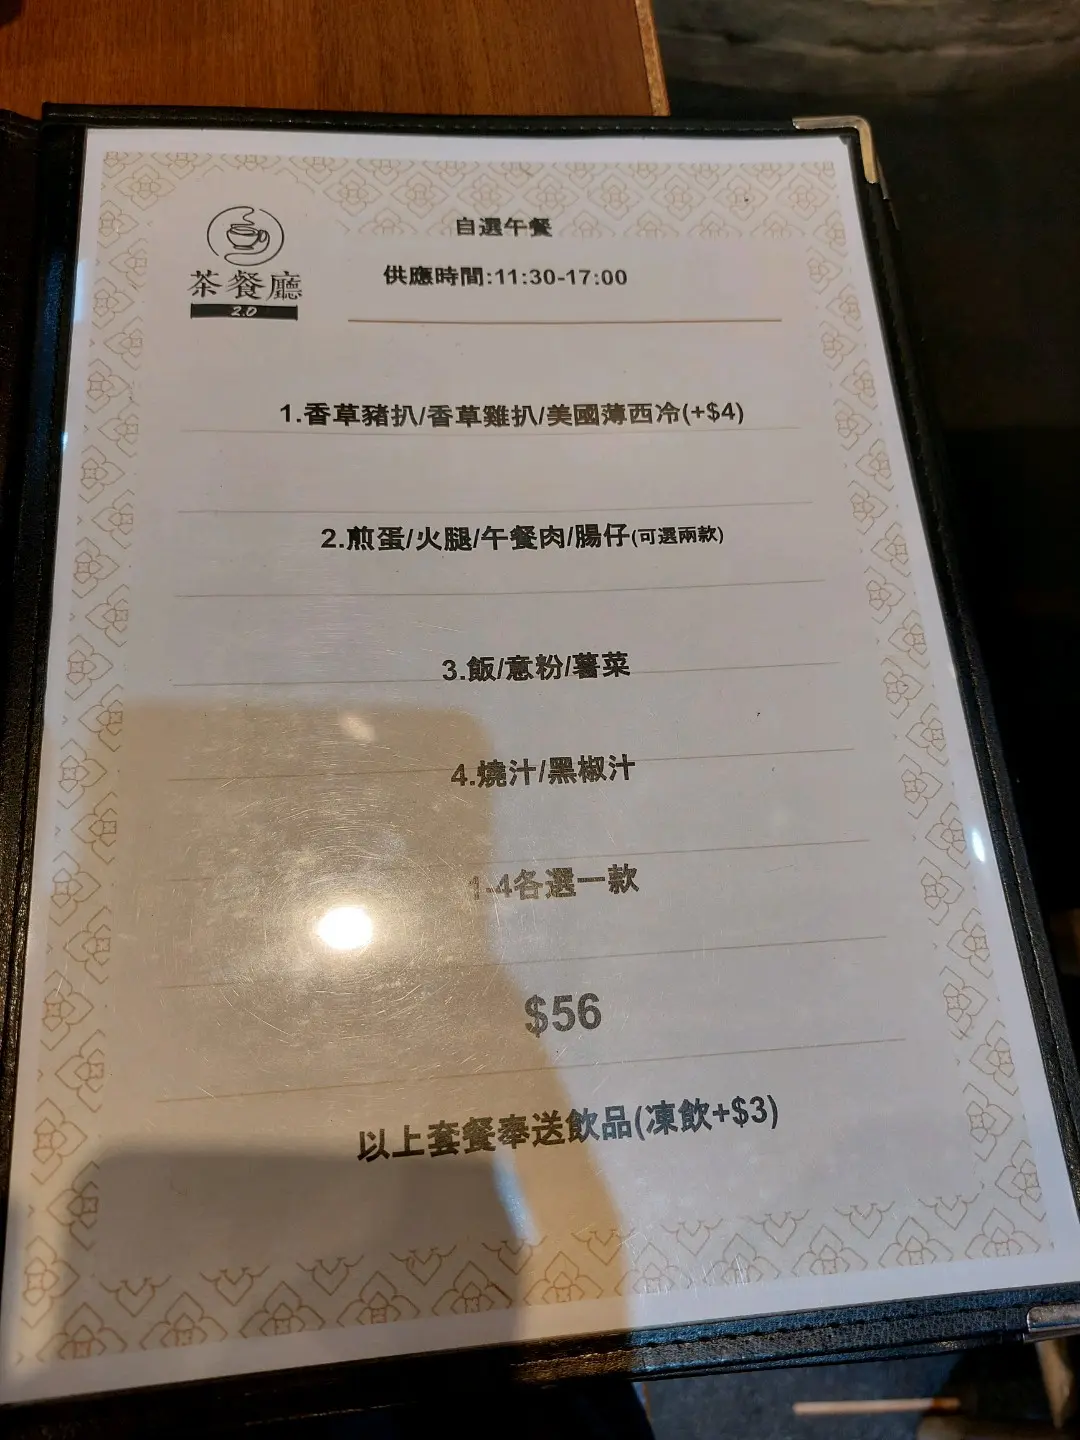 茶餐廳
2.0
自選午餐
供應時間:11:30-17:00
1.香草豬扒/香草雞扒/美國薄西冷(+$4)
2.煎蛋/火腿/午餐肉/腸仔(可選兩款)
3.飯/意粉/薯菜
4.燒汁/黑椒汁
1-4各選一款
$56
以上套餐奉送飲品(凍飲+$3)